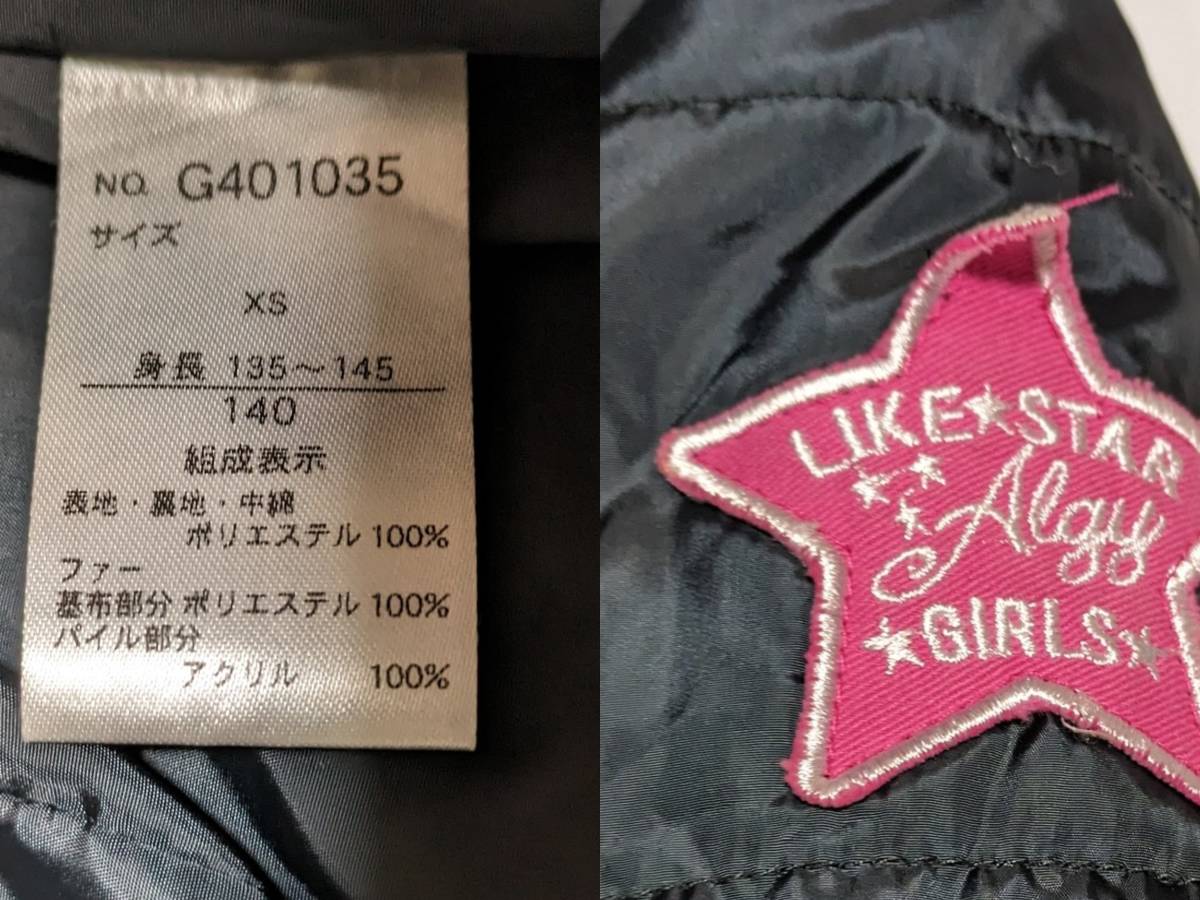 NO. G401035
サイズ
XS
身長 135～145
140
組成表示
表地・裏地・中綿
ポリエステル 100%
ファー
基布部分 ポリエステル 100%
パイル部分
アクリル 100%
LIKE★STAR
Algy
★GIRLS★